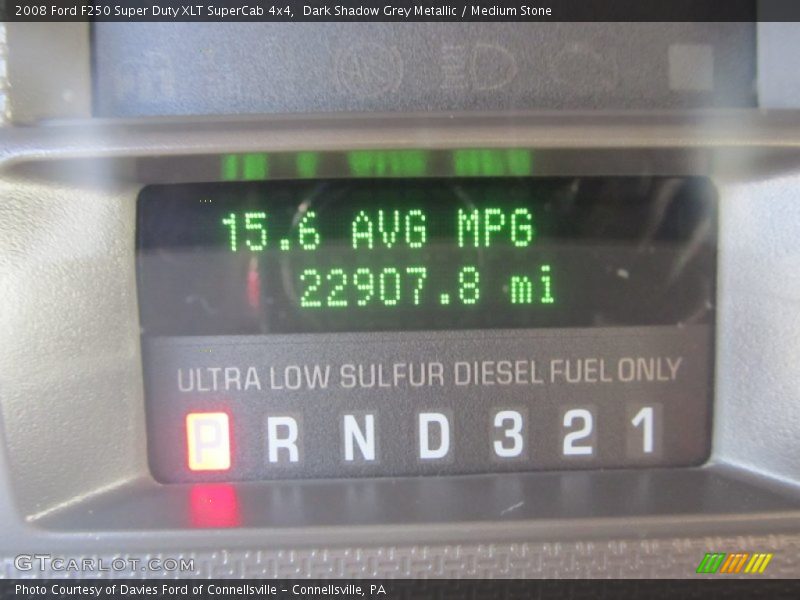 2008 Ford F250 Super Duty XLT SuperCab 4x4,  Dark Shadow Grey Metallic / Medium Stone
15.6 AVG MPG
22907.8 mi
ULTRA LOW SULFUR DIESEL FUEL ONLY
P R N D 3 2 1
GTCARLOT.COM
Photo Courtesy of Davies Ford of Connellsville – Connellsville, PA